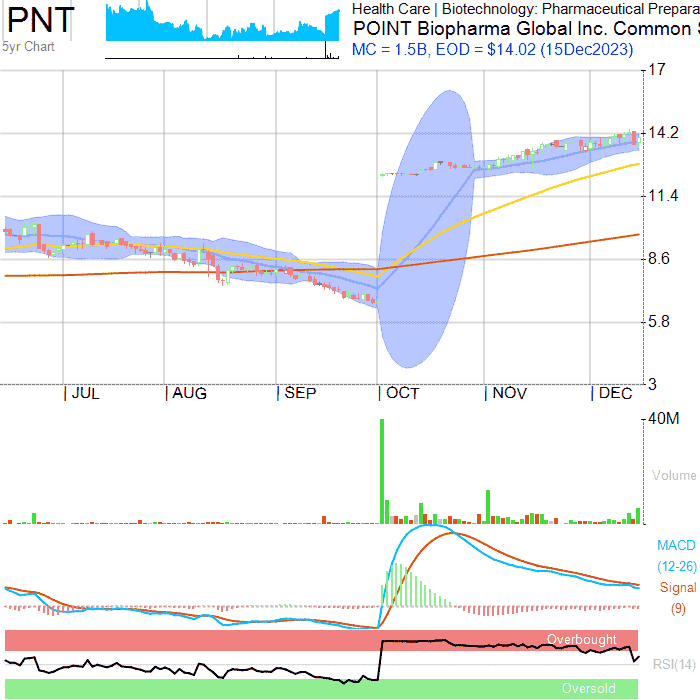 PNT
5yr Chart
Health Care | Biotechnology: Pharmaceutical Prepara
POINT Biopharma Global Inc. Common S
MC = 1.5B, EOD = $14.02 (15Dec2023)
17
14.2
11.4
8.6
5.8
3
JUL AUG SEP OCT NOV DEC
40M
Volume
MACD
(12-26)
Signal
(9)
Overbought
RSI(14)
Oversold